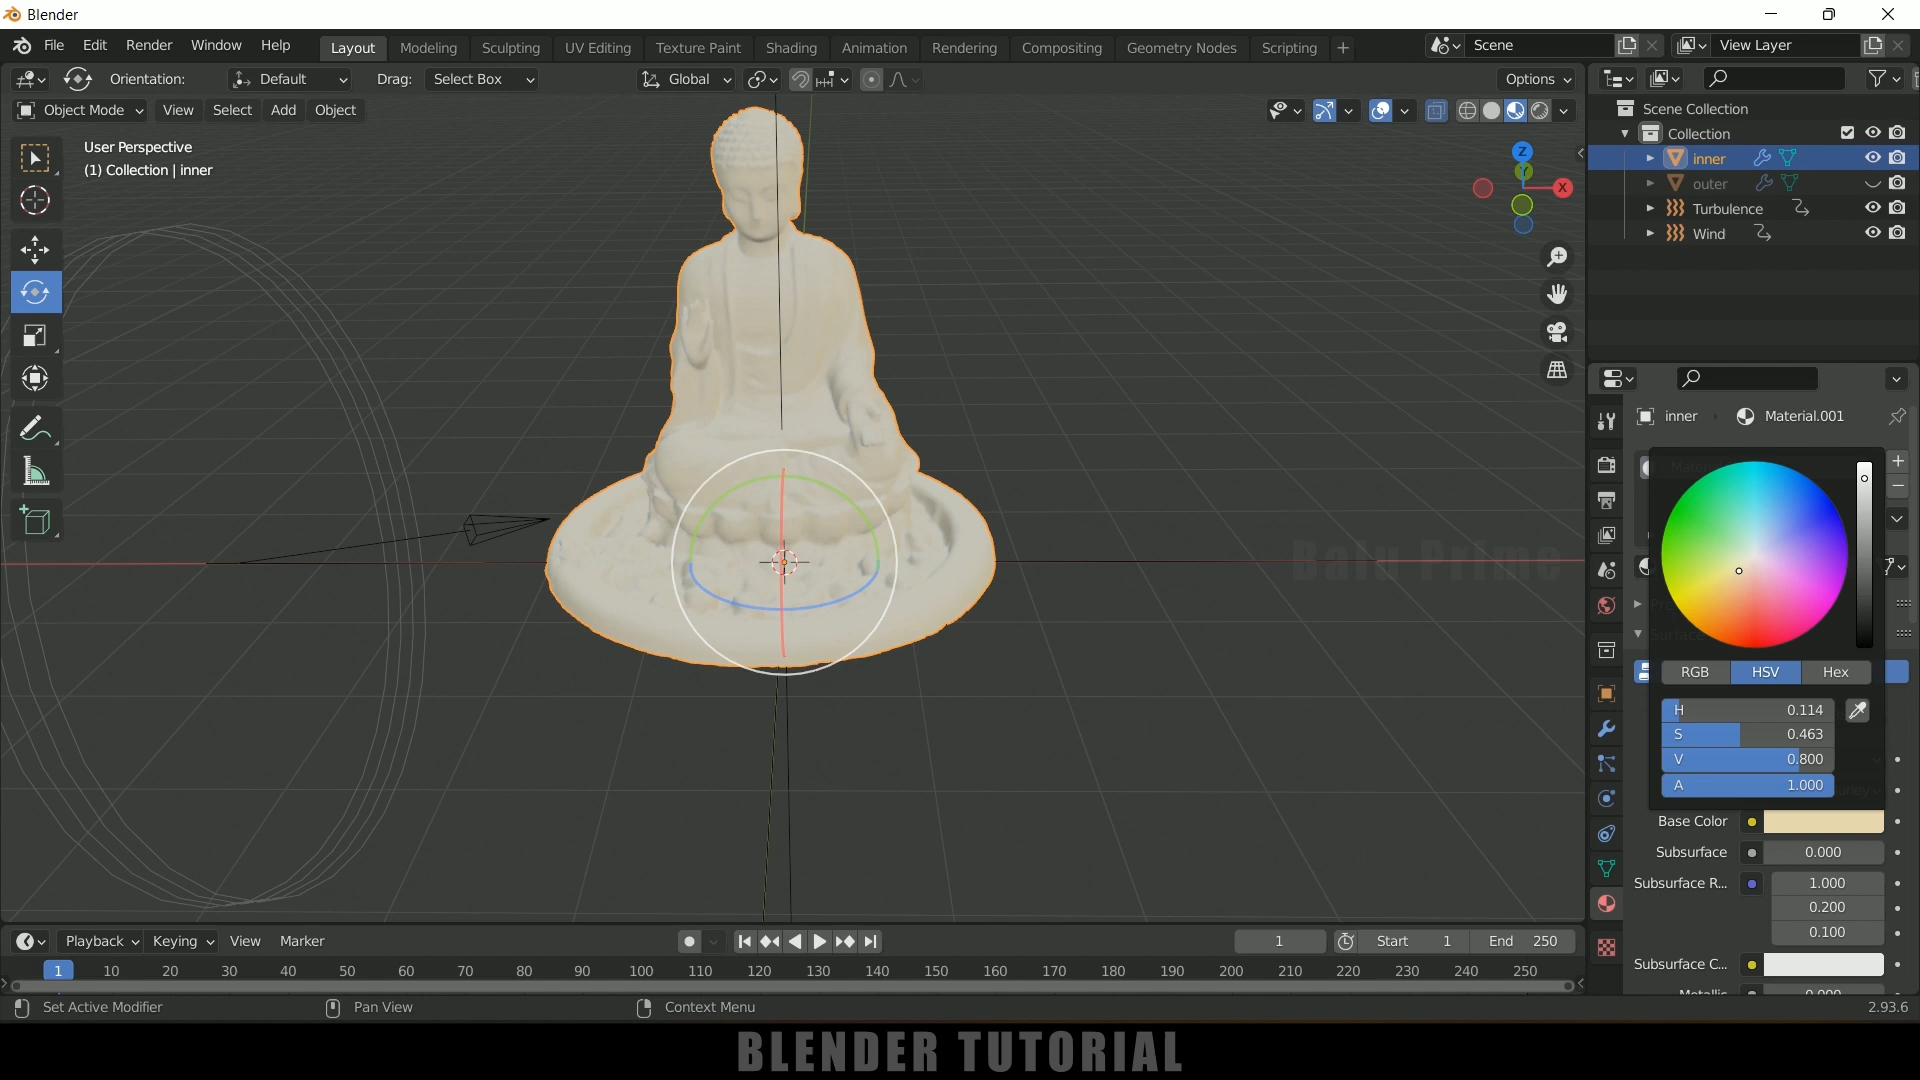 Blender
File Edit Render Window Help Layout Modeling Sculpting UV Editing Texture Paint Shading Animation Rendering Compositing Geometry Nodes Scripting + Scene View Layer
Orientation: Default Drag: Select Box Global Options
Object Mode View Select Add Object
User Perspective
(1) Collection | inner
Z
Y
X
Scene Collection
Collection
inner
outer
Turbulence
Wind
inner Material.001
RGB HSV Hex
H 0.114
S 0.463
V 0.800
A 1.000
Base Color
Subsurface 0.000
Subsurface R... 1.000
0.200
0.100
Subsurface C...
Metallic 0.000
Balu Prime
Playback Keying View Marker 1 Start 1 End 250
1 10 20 30 40 50 60 70 80 90 100 110 120 130 140 150 160 170 180 190 200 210 220 230 240 250
Set Active Modifier Pan View Context Menu 2.93.6
BLENDER TUTORIAL